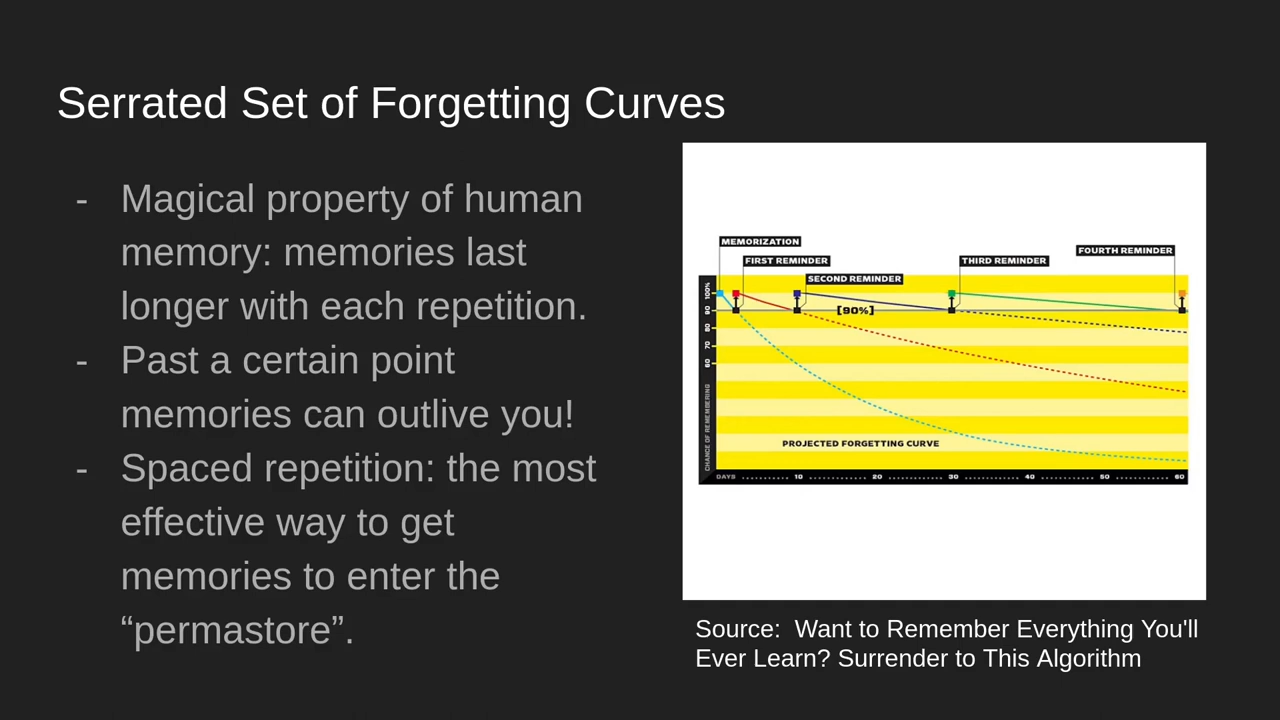 Serrated Set of Forgetting Curves
- Magical property of human
memory: memories last
longer with each repetition.
- Past a certain point
memories can outlive you!
- Spaced repetition: the most
effective way to get
memories to enter the
“permastore”.
MEMORIZATION
FIRST REMINDER
SECOND REMINDER
THIRD REMINDER
FOURTH REMINDER
100%
90
80
70
60
[90%]
CHANCE OF REMEMBERING
PROJECTED FORGETTING CURVE
DAYS 10 20 30 40 50 60
Source: Want to Remember Everything You'll
Ever Learn? Surrender to This Algorithm